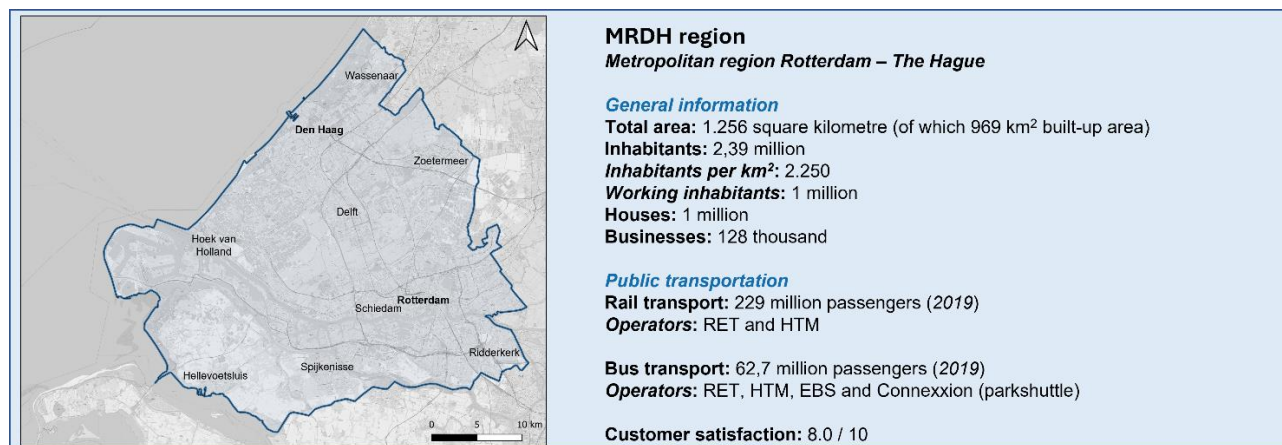 Wassenaar
Den Haag
Zoetermeer
Delft
Hoek van
Holland
Rotterdam
Schiedam
Ridderkerk
Spijkenisse
Hellevoetsluis
0 5 10 km
MRDH region
Metropolitan region Rotterdam – The Hague
General information
Total area: 1.256 square kilometre (of which 969 km² built-up area)
Inhabitants: 2,39 million
Inhabitants per km²: 2.250
Working inhabitants: 1 million
Houses: 1 million
Businesses: 128 thousand
Public transportation
Rail transport: 229 million passengers (2019)
Operators: RET and HTM
Bus transport: 62,7 million passengers (2019)
Operators: RET, HTM, EBS and Connexxion (parkshuttle)
Customer satisfaction: 8.0 / 10